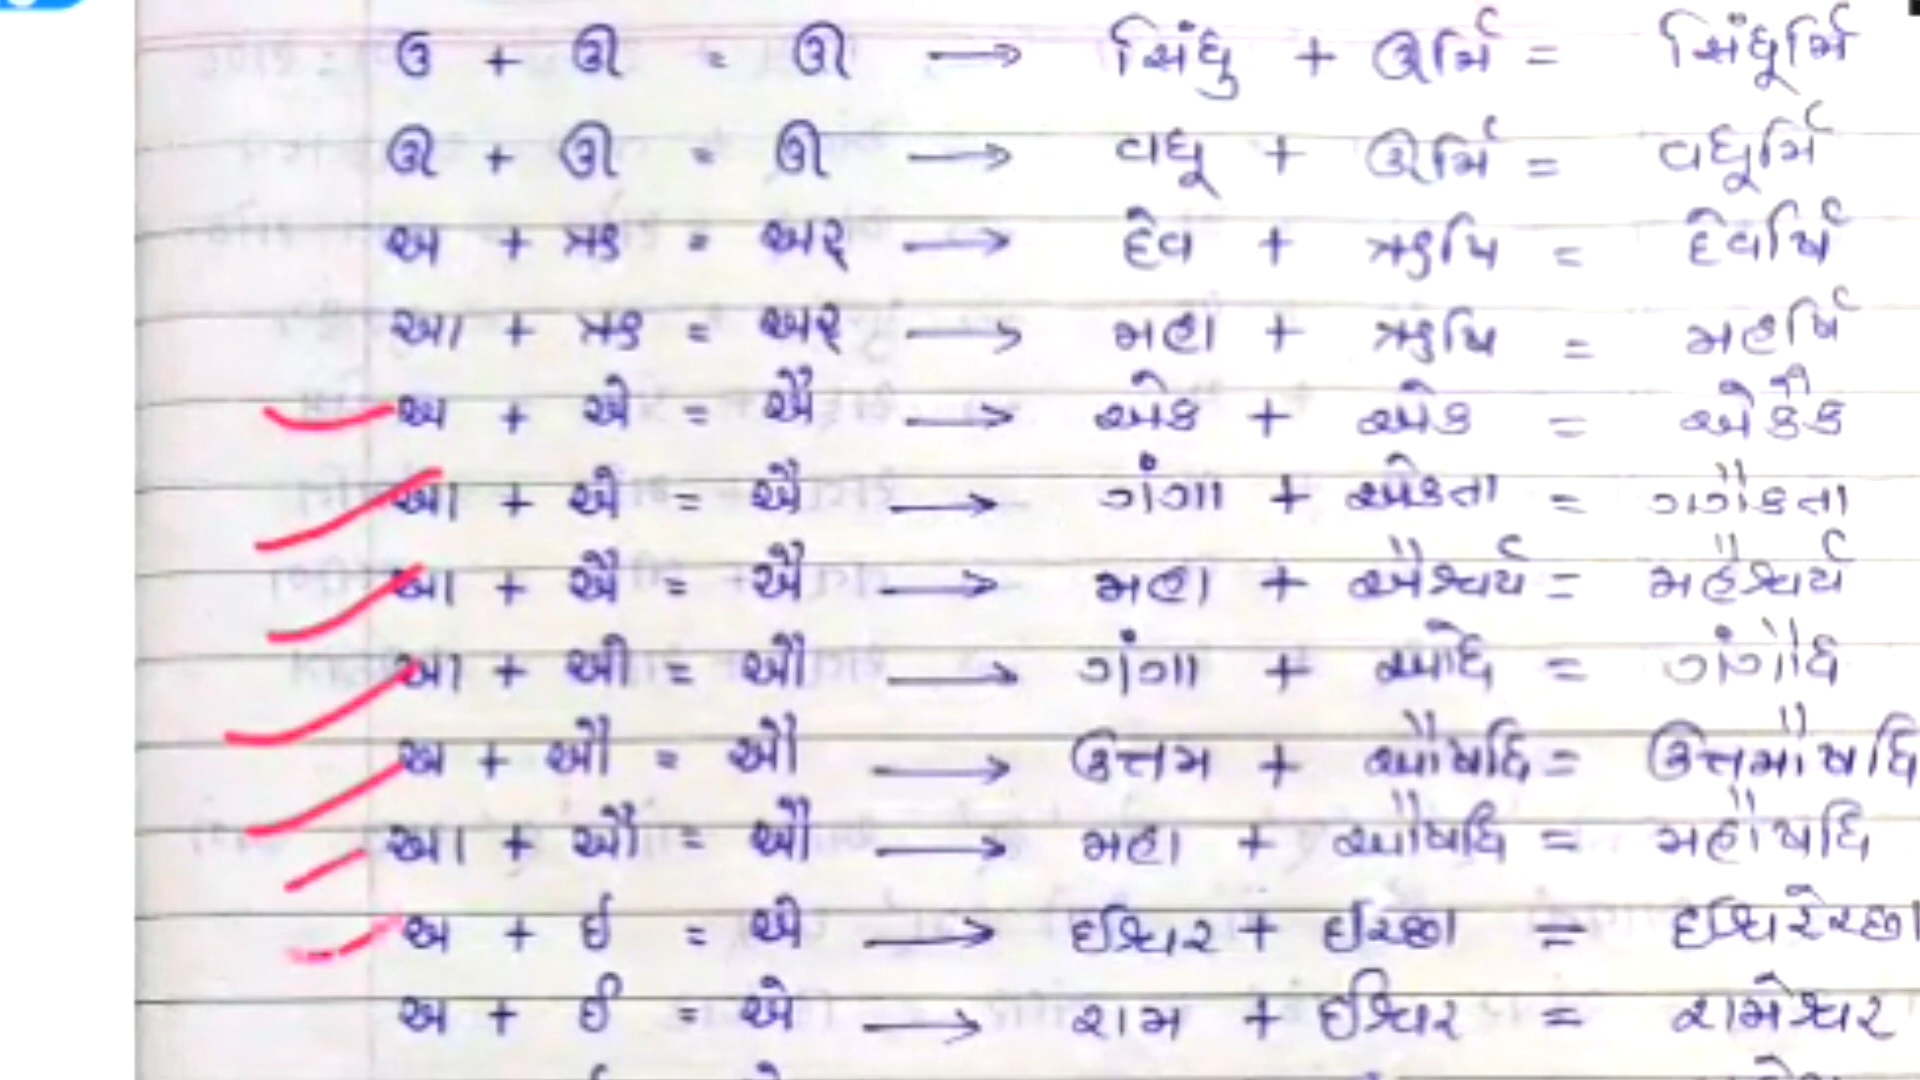 ઉ + ઊ = ઊ → સિંધુ + ઊર્મિ = સિંધૂર્મિ
ઊ + ઊ = ઊ → વધૂ + ઊર્મિ = વધૂર્મિ
અ + ઋ = અર્ → દેવ + ઋષિ = દેવર્ષિ
આ + ઋ = અર્ → મહા + ઋષિ = મહર્ષિ
અ + એ = ઐ → એક + એક = એકૈક
આ + એ = ઐ → ગંગા + એકતા = ગગૈકતા
આ + ઐ = ઐ → મહા + ઐશ્વર્ય = મહૈશ્વર્ય
આ + ઓ = ઔ → ગંગા + ઓધ = ગંગૌધ
અ + ઔ = ઔ → ઉત્તમ + ઔષધિ = ઉત્તમૌષધિ
આ + ઔ = ઔ → મહા + ઔષધિ = મહૌષધિ
અ + ઇ = એ → ઈશ્વર + ઈચ્છા = ઈશ્વરેચ્છા
અ + ઈ = એ → રામ + ઈશ્વર = રામેશ્વર